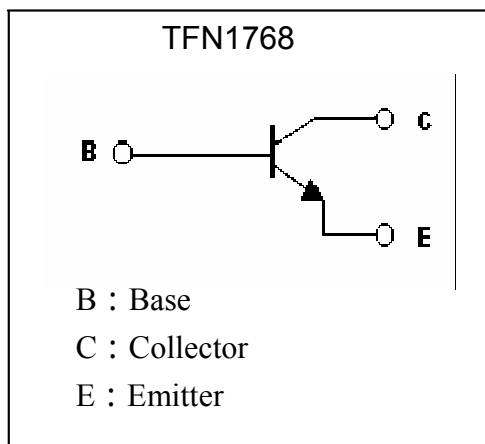 TFN1768
C
B
E
B：Base
C：Collector
E：Emitter